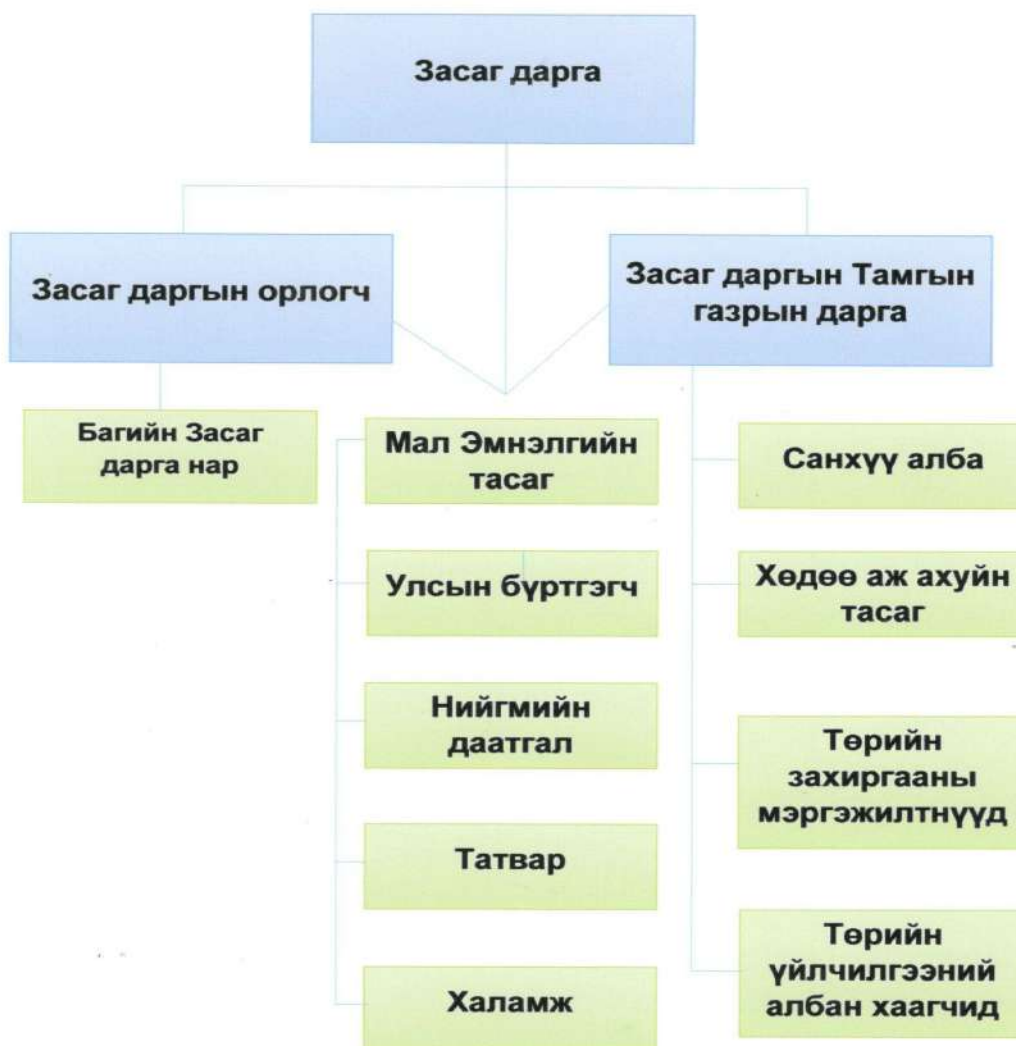 Засаг дарга
Засаг даргын орлогч
Засаг даргын Тамгын
газрын дарга
Багийн Засаг
дарга нар
Мал Эмнэлгийн
тасаг
Улсын бүртгэгч
Нийгмийн
даатгал
Татвар
Халамж
Санхүү алба
Хөдөө аж ахуйн
тасаг
Төрийн
захиргааны
мэргэжилтнүүд
Төрийн
үйлчилгээний
албан хаагчид